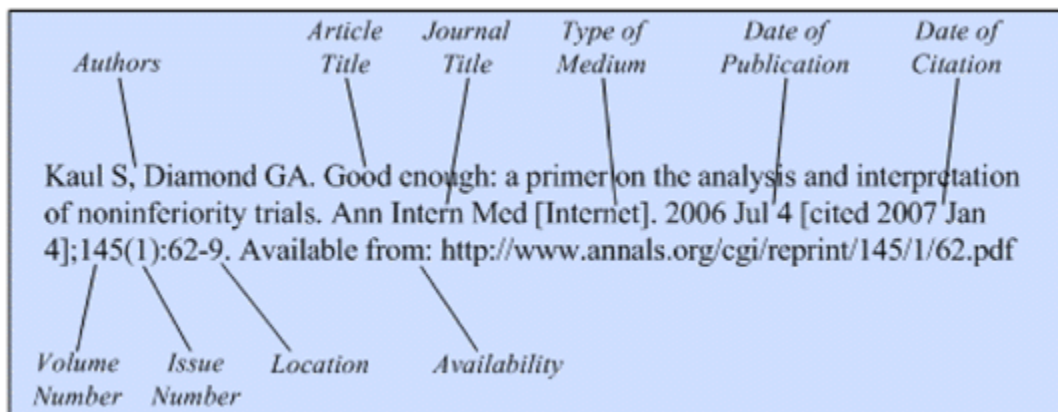 Article Journal Type of Date of Date of
Authors Title Title Medium Publication Citation
Kaul S, Diamond GA. Good enough: a primer on the analysis and interpretation
of noninferiority trials. Ann Intern Med [Internet]. 2006 Jul 4 [cited 2007 Jan
4];145(1):62-9. Available from: http://www.annals.org/cgi/reprint/145/1/62.pdf
Volume Issue Location Availability
Number Number